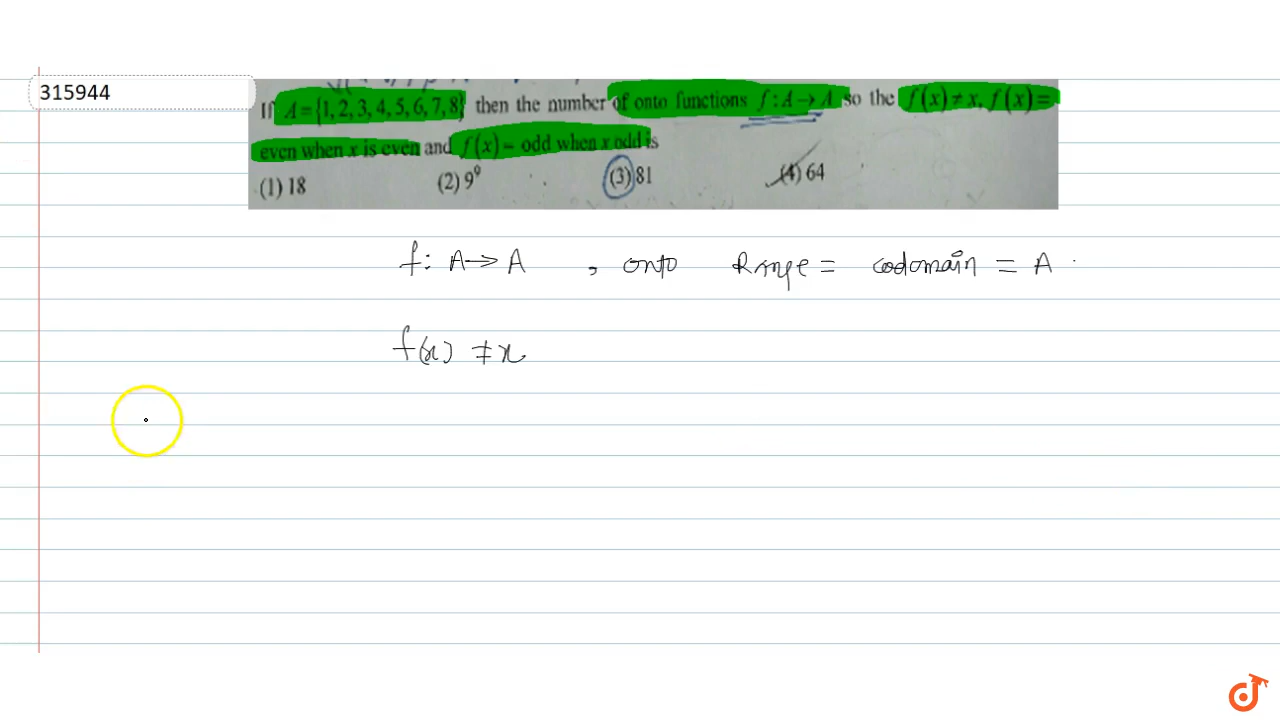 315944
If A = {1, 2, 3, 4, 5, 6, 7, 8} then the number of onto functions f : A → A so the f(x) ≠ x, f(x) =
even when x is even and f(x) = odd when x odd is
(1) 18 (2) 9⁹ (3) 81 (4) 64
f: A → A , onto Range = codomain = A
f(x) ≠ x